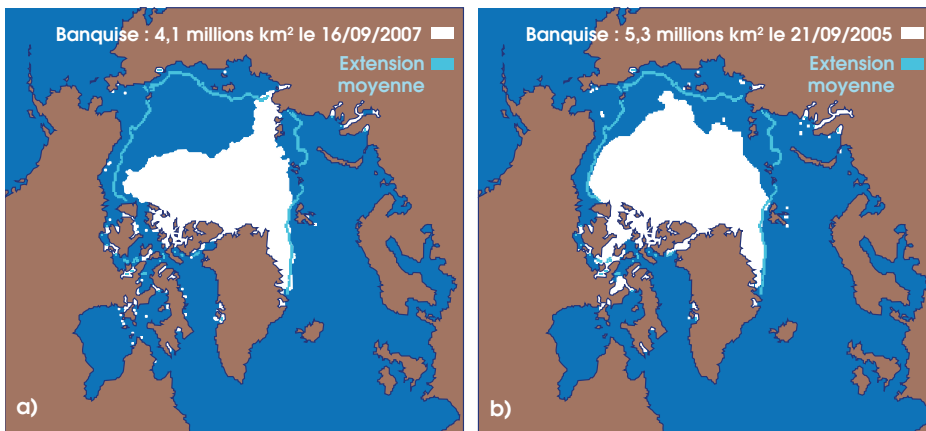 Banquise : 4,1 millions km² le 16/09/2007
Extension
moyenne
a)
Banquise : 5,3 millions km² le 21/09/2005
Extension
moyenne
b)